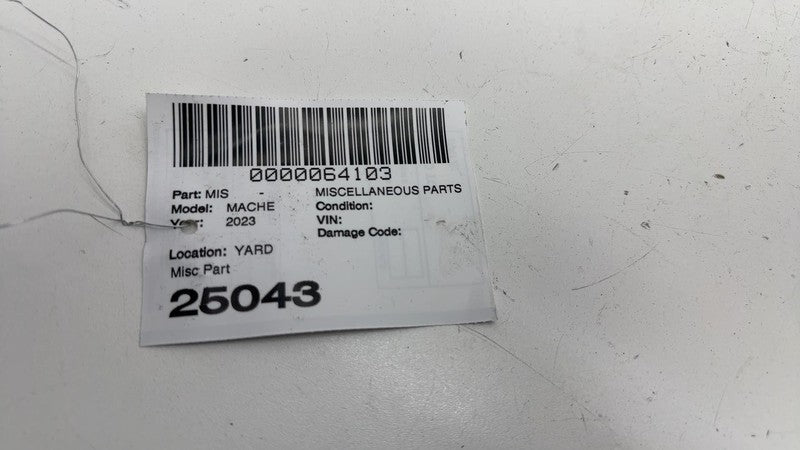 0000064103
Part: MIS - MISCELLANEOUS PARTS
Model: MACHE Condition:
Year: 2023 VIN:
Damage Code:
Location: YARD
Misc Part
25043